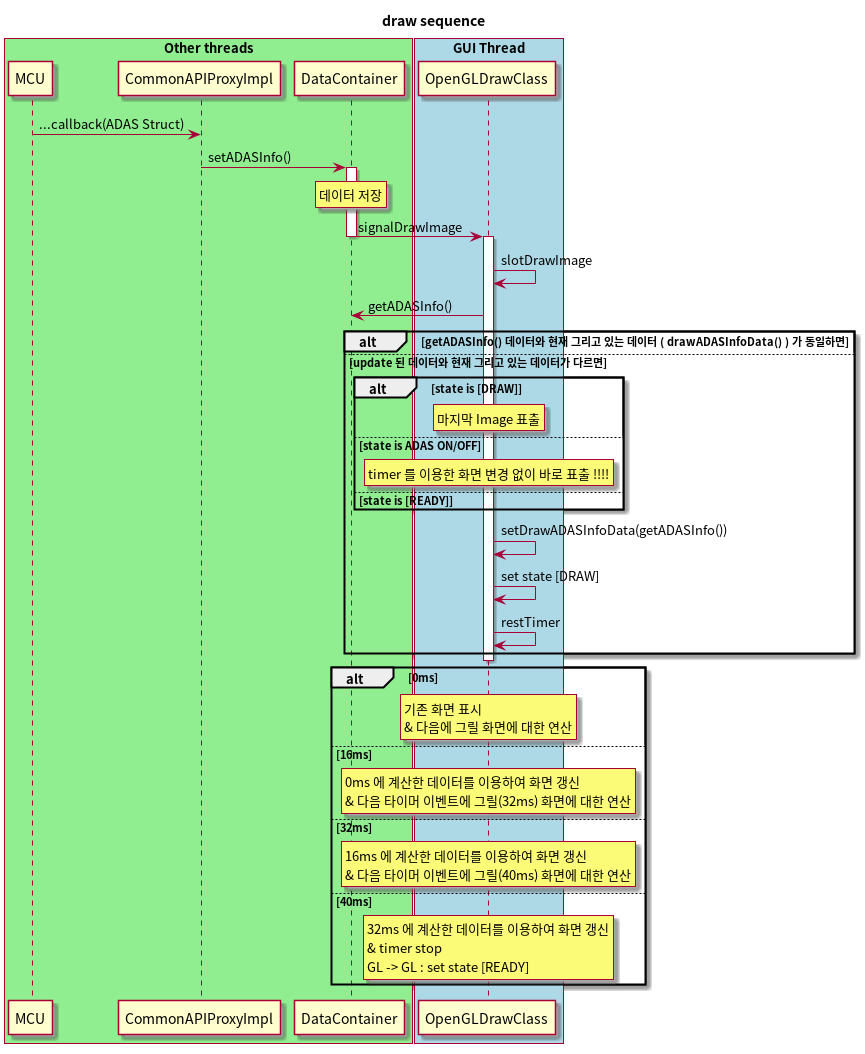 draw sequence
Other threads
GUI Thread
MCU
CommonAPIProxyImpl
DataContainer
OpenGLDrawClass
...callback(ADAS Struct)
setADASInfo()
데이터 저장
signalDrawImage
slotDrawImage
getADASInfo()
alt
[getADASInfo() 데이터와 현재 그리고 있는 데이터 ( drawADASInfoData() ) 가 동일하면]
[update 된 데이터와 현재 그리고 있는 데이터가 다르면]
alt
[state is [DRAW]]
마지막 Image 표출
[state is ADAS ON/OFF]
timer 를 이용한 화면 변경 없이 바로 표출 !!!!
[state is [READY]]
setDrawADASInfoData(getADASInfo())
set state [DRAW]
restTimer
alt
[0ms]
기존 화면 표시
& 다음에 그릴 화면에 대한 연산
[16ms]
0ms 에 계산한 데이터를 이용하여 화면 갱신
& 다음 타이머 이벤트에 그릴(32ms) 화면에 대한 연산
[32ms]
16ms 에 계산한 데이터를 이용하여 화면 갱신
& 다음 타이머 이벤트에 그릴(40ms) 화면에 대한 연산
[40ms]
32ms 에 계산한 데이터를 이용하여 화면 갱신
& timer stop
GL -> GL : set state [READY]
MCU
CommonAPIProxyImpl
DataContainer
OpenGLDrawClass